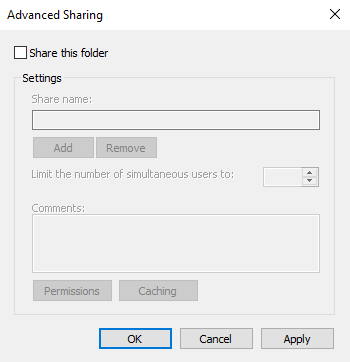 Advanced Sharing
Share this folder
Settings
Share name:
Add Remove
Limit the number of simultaneous users to:
Comments:
Permissions Caching
OK Cancel Apply